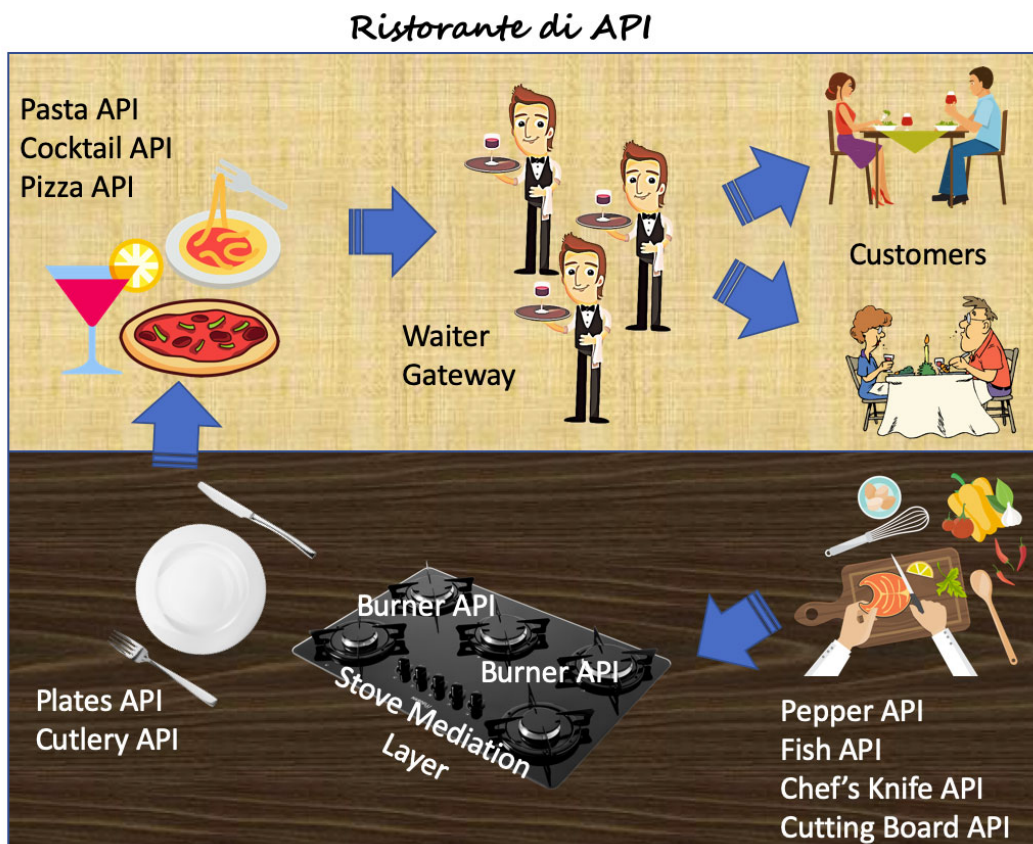 Ristorante di API
Pasta API
Cocktail API
Pizza API
Waiter
Gateway
Customers
Burner API
Burner API
Stove Mediation
Layer
Plates API
Cutlery API
Pepper API
Fish API
Chef's Knife API
Cutting Board API